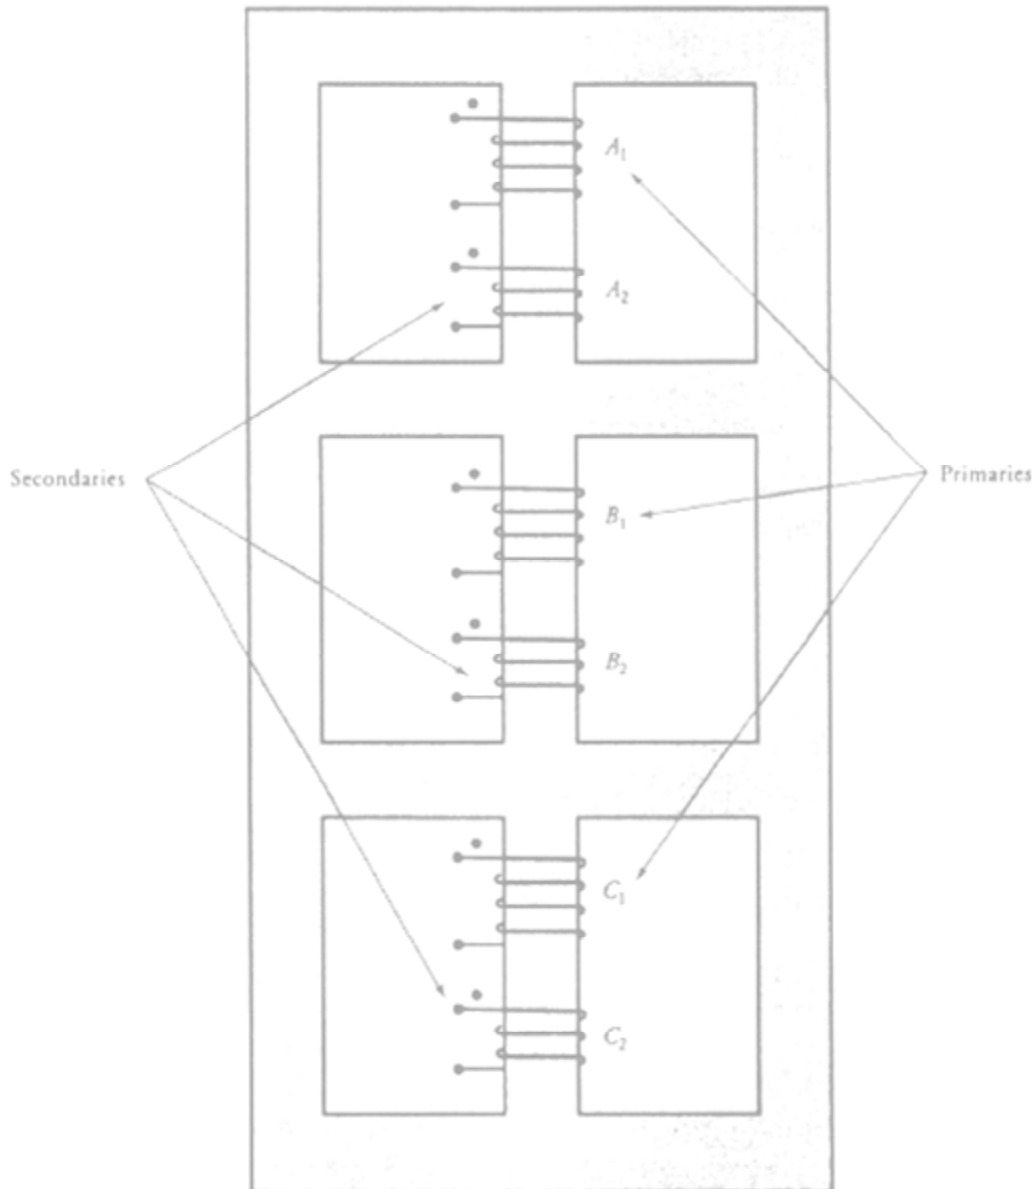 A₁
A₂
Secondaries
Primaries
B₁
B₂
C₁
C₂